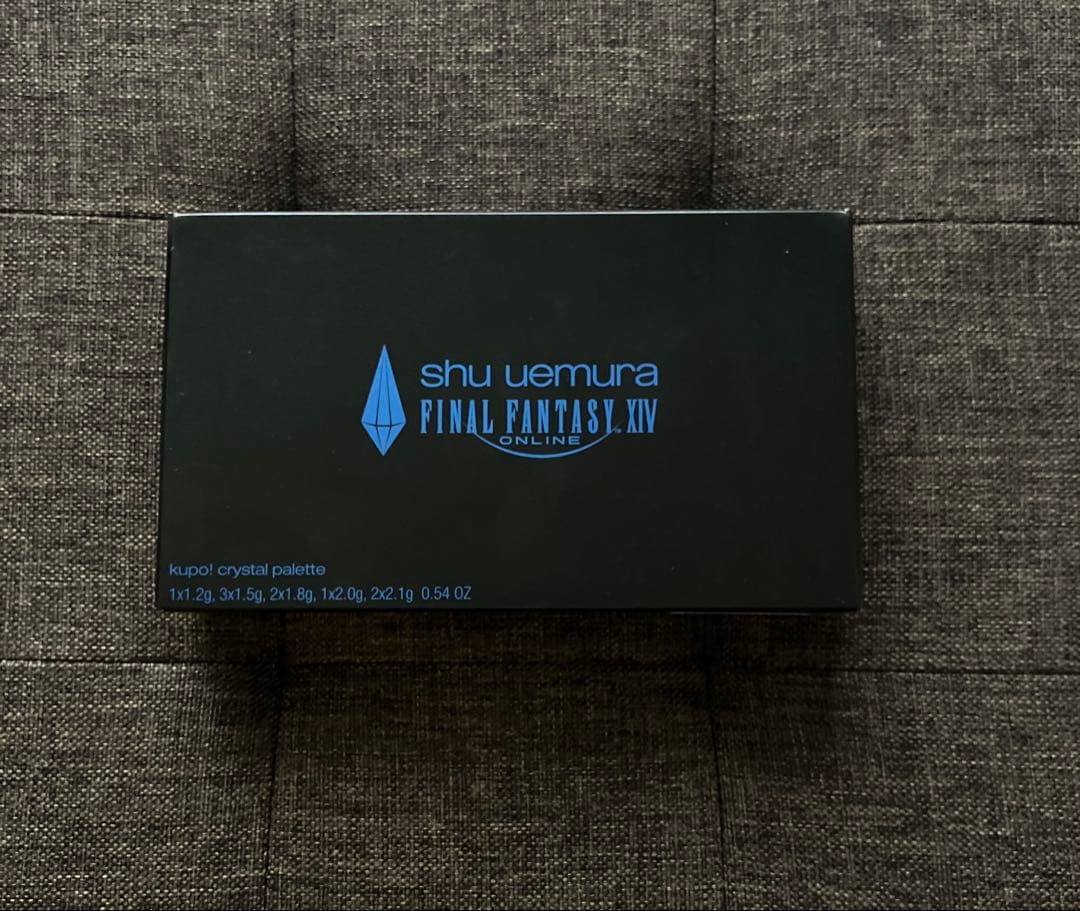 shu uemura
FINAL FANTASY XIV
ONLINE
kupo! crystal palette
1x1.2g, 3x1.5g, 2x1.8g, 1x2.0g, 2x2.1g 0.54 OZ